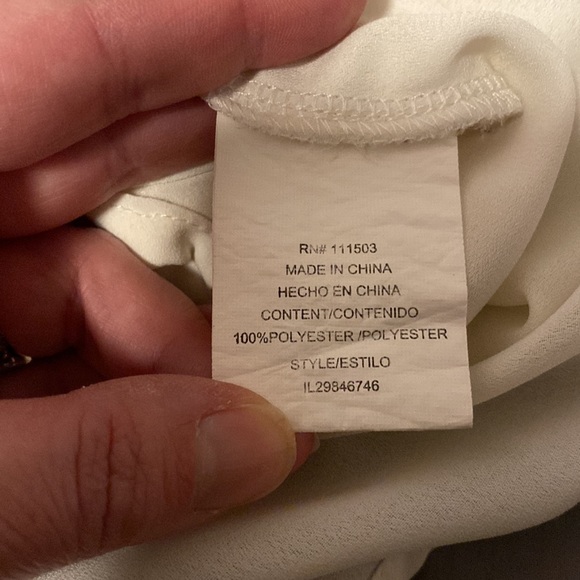 RN# 111503
MADE IN CHINA
HECHO EN CHINA
CONTENT/CONTENIDO
100%POLYESTER /POLYESTER
STYLE/ESTILO
IL29846746